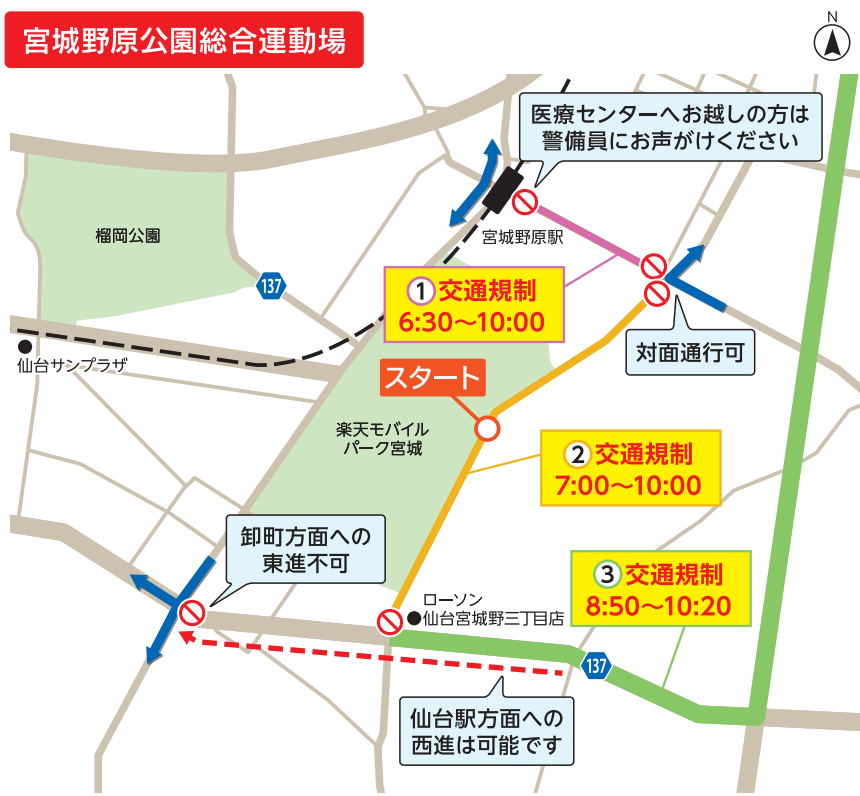 宮城野原公園総合運動場
N
医療センターへお越しの方は
警備員にお声がけください
榴岡公園
宮城野原駅
137
① 交通規制
6:30～10:00
対面通行可
仙台サンプラザ
スタート
楽天モバイル
パーク宮城
② 交通規制
7:00～10:00
卸町方面への
東進不可
③ 交通規制
8:50～10:20
ローソン
仙台宮城野三丁目店
137
仙台駅方面への
西進は可能です